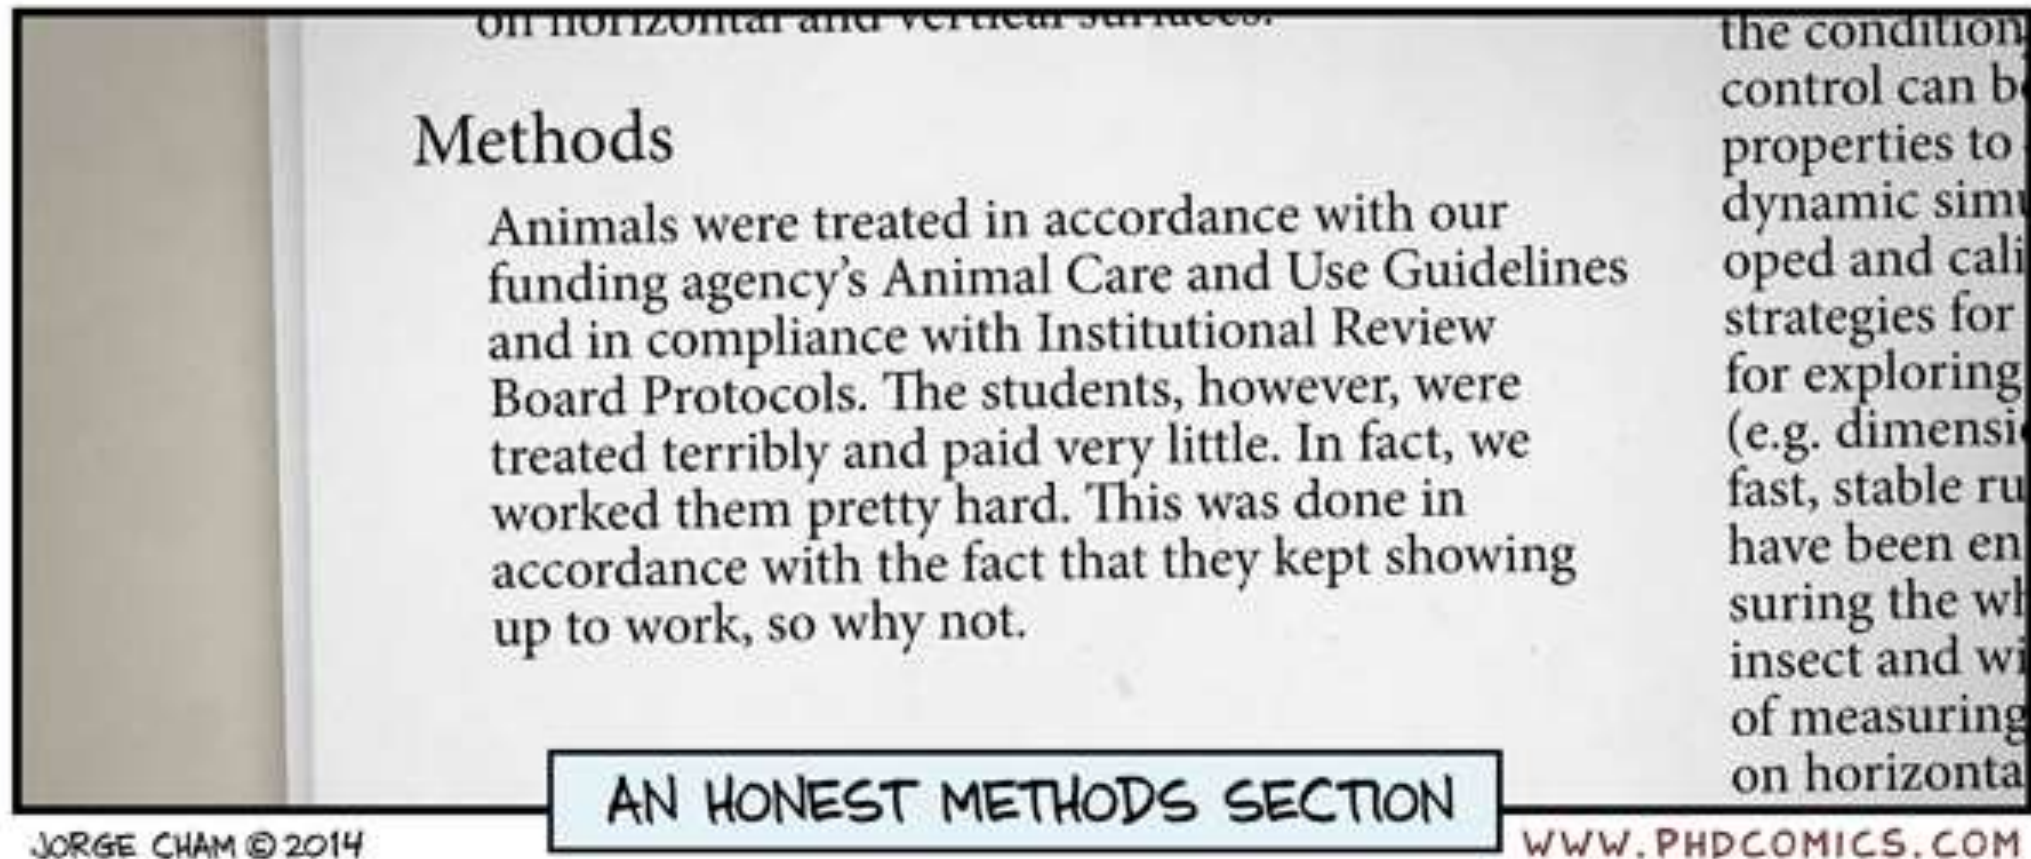 on horizontal and vertical surfaces.
Methods
Animals were treated in accordance with our
funding agency's Animal Care and Use Guidelines
and in compliance with Institutional Review
Board Protocols. The students, however, were
treated terribly and paid very little. In fact, we
worked them pretty hard. This was done in
accordance with the fact that they kept showing
up to work, so why not.
the condition
control can b
properties to
dynamic sim
oped and cali
strategies for
for exploring
(e.g. dimensi
fast, stable ru
have been en
suring the wh
insect and wi
of measuring
on horizonta
AN HONEST METHODS SECTION
JORGE CHAM © 2014
WWW.PHDCOMICS.COM